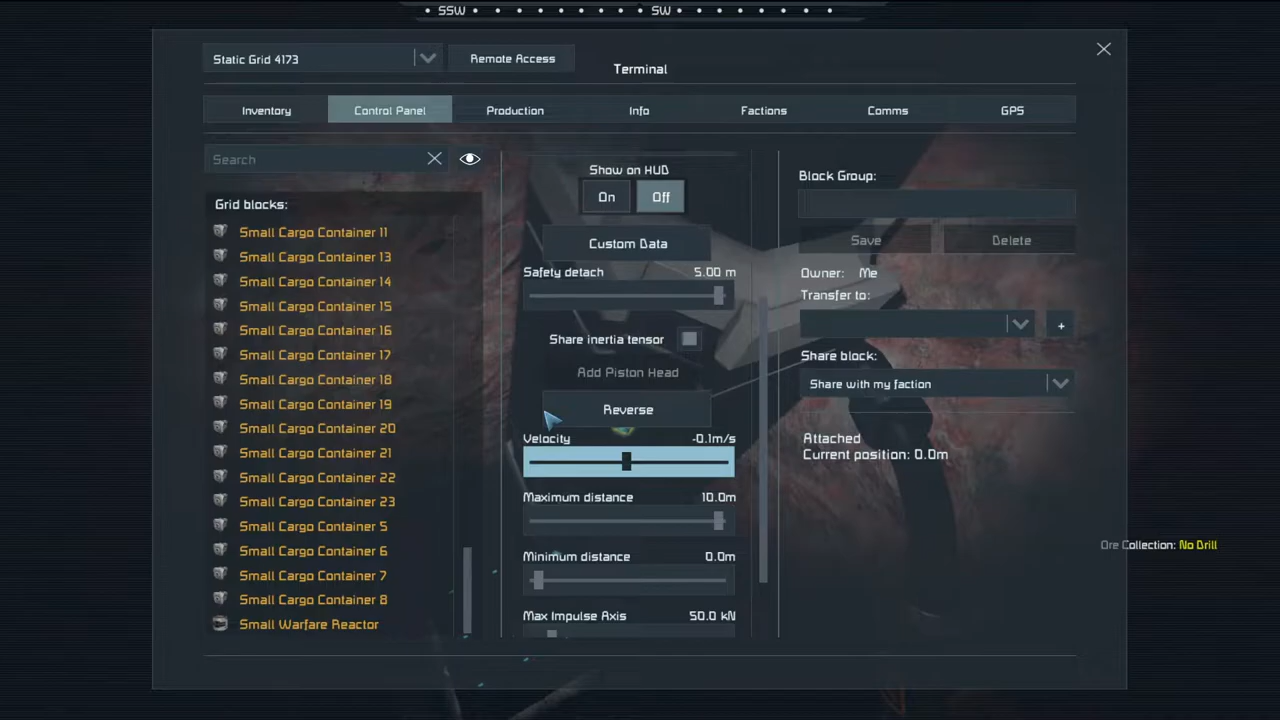 SSW
SW
Static Grid 4173
Remote Access
Terminal
Inventory
Control Panel
Production
Info
Factions
Comms
GPS
Search
Grid blocks:
Small Cargo Container 11
Small Cargo Container 13
Small Cargo Container 14
Small Cargo Container 15
Small Cargo Container 16
Small Cargo Container 17
Small Cargo Container 18
Small Cargo Container 19
Small Cargo Container 20
Small Cargo Container 21
Small Cargo Container 22
Small Cargo Container 23
Small Cargo Container 5
Small Cargo Container 6
Small Cargo Container 7
Small Cargo Container 8
Small Warfare Reactor
Show on HUD
On
Off
Custom Data
Safety detach 5.00 m
Share inertia tensor
Add Piston Head
Reverse
Velocity -0.1m/s
Maximum distance 10.0m
Minimum distance 0.0m
Max Impulse Axis 50.0 kN
Block Group:
Save
Delete
Owner: Me
Transfer to:
+
Share block:
Share with my faction
Attached
Current position: 0.0m
Ore Collection: No Drill